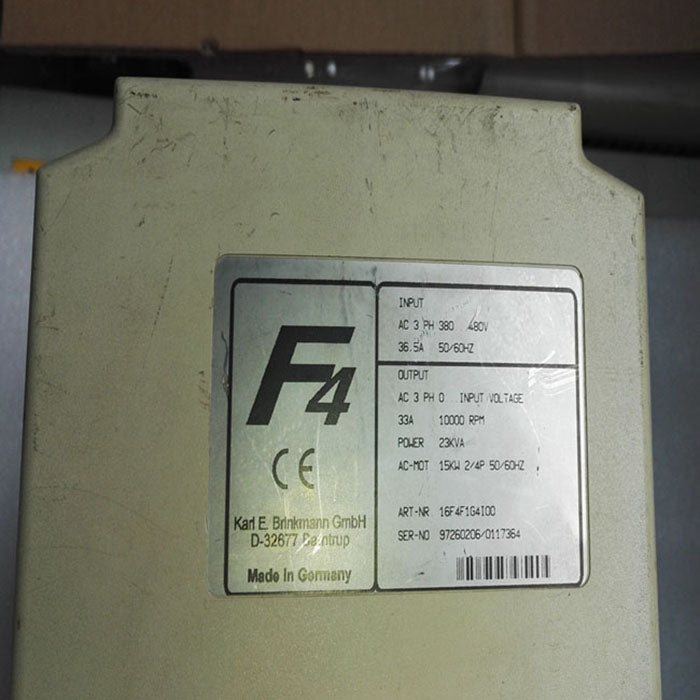 F4
CE
Karl E. Brinkmann GmbH
D-32677 Barntrup
Made In Germany
INPUT
AC 3 PH 380 480V
36.5A 50/60HZ
OUTPUT
AC 3 PH 0 INPUT VOLTAGE
33A 10000 RPM
POWER 23KVA
AC-MOT 15KW 2/4P 50/60HZ
ART-NR 16F4F1G4I00
SER-NO 97260206/0117364